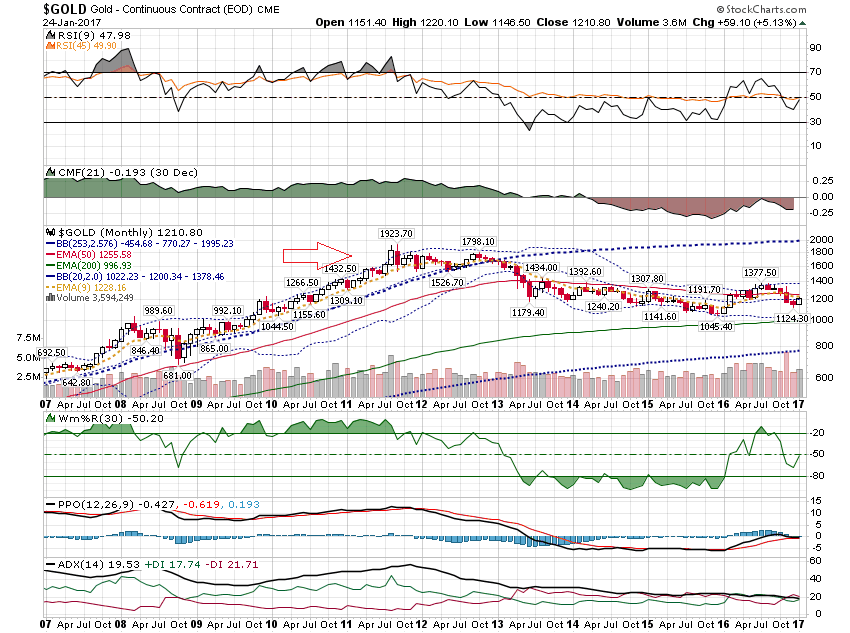 $GOLD Gold - Continuous Contract (EOD) CME
© StockCharts.com
24-Jan-2017
Open 1151.40 High 1220.10 Low 1146.50 Close 1210.80 Volume 3.6M Chg +59.10 (+5.13%)
RSI(9) 47.98
RSI(45) 49.90
90
70
50
30
10
CMF(21) -0.193 (30 Dec)
0.25
0.00
-0.25
$GOLD (Monthly) 1210.80
BB(253,2.576) -454.68 - 770.27 - 1995.23
EMA(50) 1255.58
EMA(200) 996.93
BB(20,2.0) 1022.23 - 1200.34 - 1378.46
EMA(9) 1228.16
Volume 3,594,249
1923.70
1798.10
1432.50
1434.00
1392.60
1377.50
1266.50
1526.70
1307.80
1309.10
1191.70
989.60
992.10
1155.60
1179.40
1240.20
1141.60
1124.30
1044.50
1045.40
692.50
846.40
865.00
642.80
681.00
2000
1800
1600
1400
1200
1000
800
600
7.5M
5.0M
2.5M
07 Apr Jul Oct 08 Apr Jul Oct 09 Apr Jul Oct 10 Apr Jul Oct 11 Apr Jul Oct 12 Apr Jul Oct 13 Apr Jul Oct 14 Apr Jul Oct 15 Apr Jul Oct 16 Apr Jul Oct 17
Wm%R(30) -50.20
-20
-50
-80
PPO(12,26,9) -0.427, -0.619, 0.193
15
10
5
0
-5
ADX(14) 19.53 +DI 17.74 -DI 21.71
60
40
20
0
07 Apr Jul Oct 08 Apr Jul Oct 09 Apr Jul Oct 10 Apr Jul Oct 11 Apr Jul Oct 12 Apr Jul Oct 13 Apr Jul Oct 14 Apr Jul Oct 15 Apr Jul Oct 16 Apr Jul Oct 17